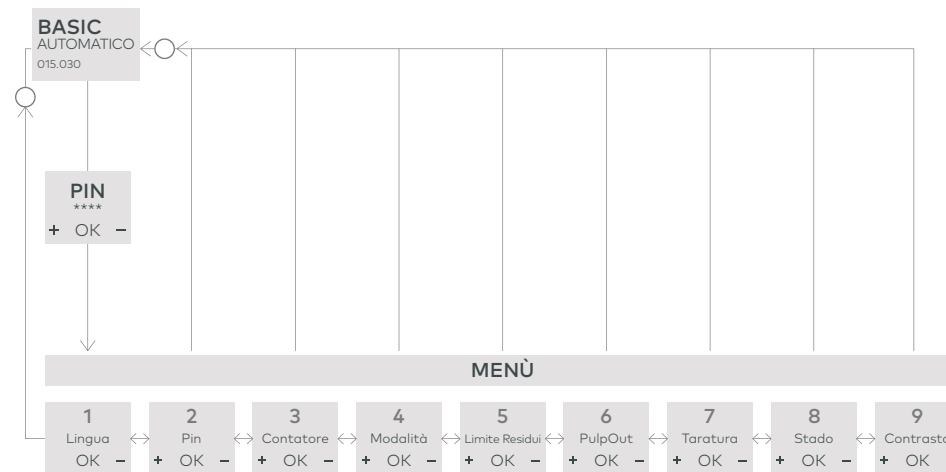 BASIC
AUTOMATICO
015.030
PIN
****
+ OK −
MENÙ
1 2 3 4 5 6 7 8 9
Lingua Pin Contatore Modalità Limite Residui PulpOut Taratura Stado
OK − + OK − + OK − + OK − + OK − + OK − + OK − + OK − + OK